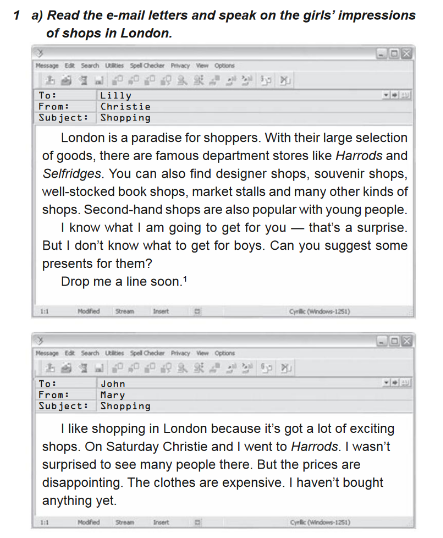 1 a) Read the e-mail letters and speak on the girls’ impressions
of shops in London.
Message Edit Search Utilities Spell Checker Privacy View Options
To: Lilly
From: Christie
Subject: Shopping
London is a paradise for shoppers. With their large selection
of goods, there are famous department stores like Harrods and
Selfridges. You can also find designer shops, souvenir shops,
well-stocked book shops, market stalls and many other kinds of
shops. Second-hand shops are also popular with young people.
I know what I am going to get for you — that’s a surprise.
But I don’t know what to get for boys. Can you suggest some
presents for them?
Drop me a line soon.¹
1:1 Modified Stream Insert Cyrillic (Windows-1251)
Message Edit Search Utilities Spell Checker Privacy View Options
To: John
From: Mary
Subject: Shopping
I like shopping in London because it’s got a lot of exciting
shops. On Saturday Christie and I went to Harrods. I wasn’t
surprised to see many people there. But the prices are
disappointing. The clothes are expensive. I haven’t bought
anything yet.
1:1 Modified Stream Insert Cyrillic (Windows-1251)